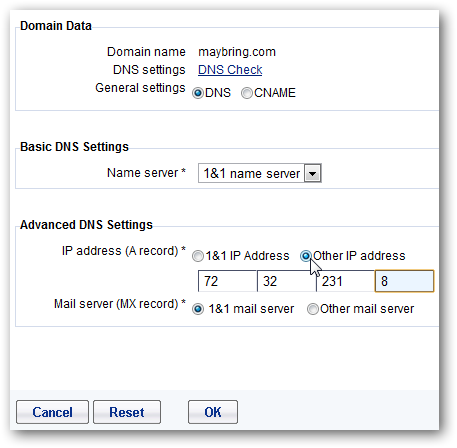 Domain Data
Domain name maybring.com
DNS settings DNS Check
General settings DNS CNAME
Basic DNS Settings
Name server * 1&1 name server
Advanced DNS Settings
IP address (A record) * 1&1 IP Address Other IP address
72 32 231 8
Mail server (MX record) * 1&1 mail server Other mail server
Cancel Reset OK